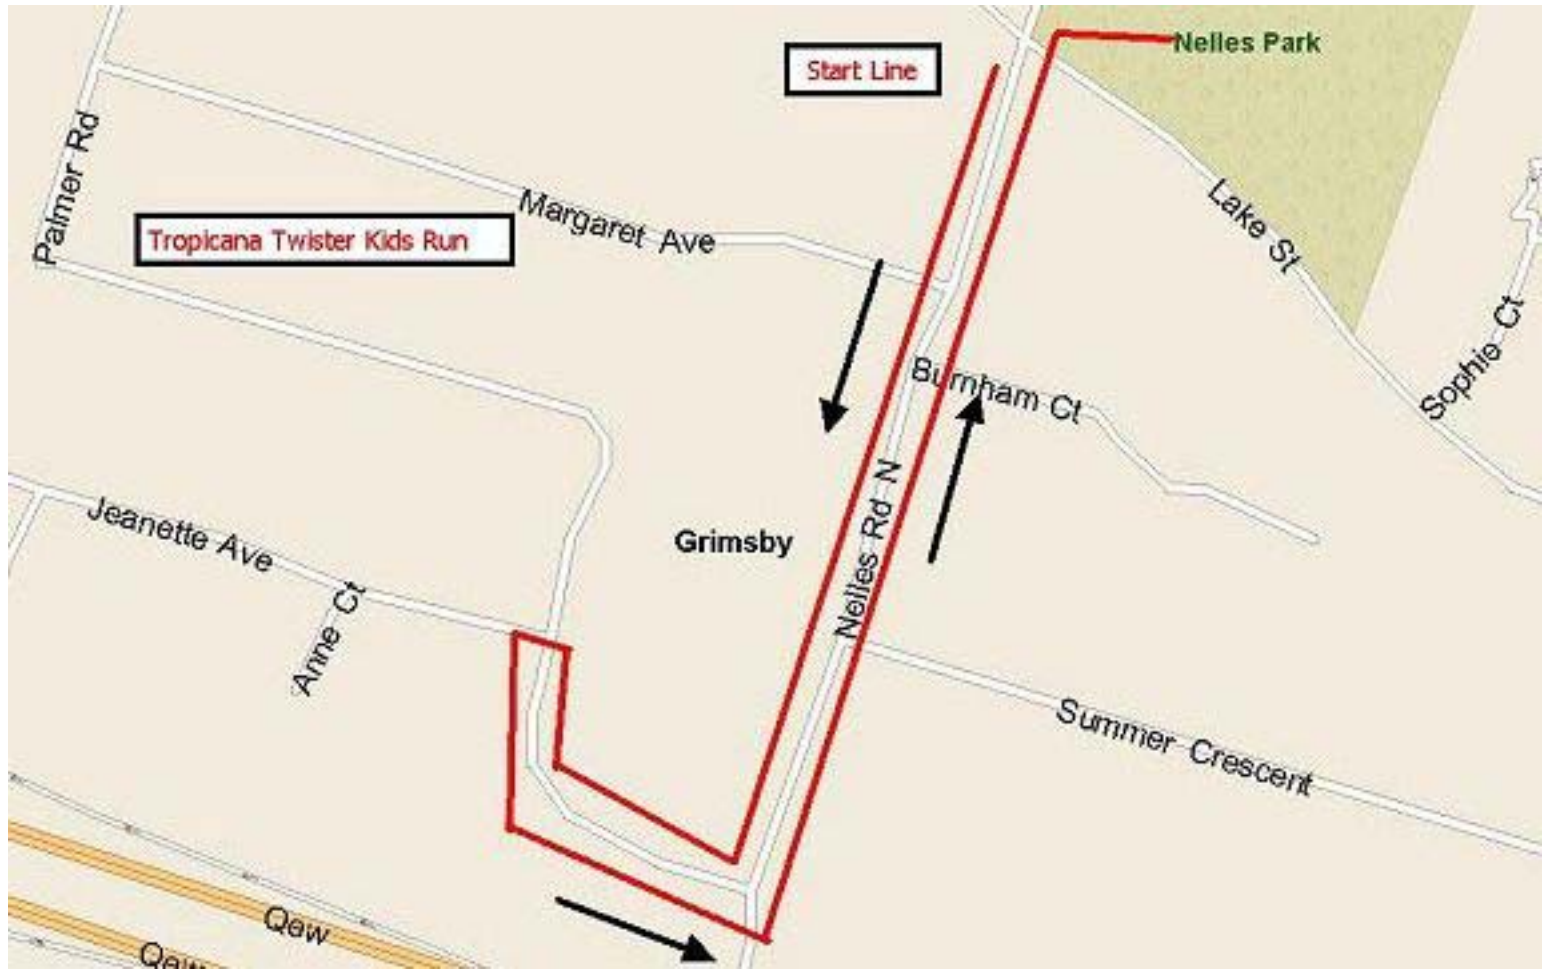 Nelles Park
Start Line
Palmer Rd
Margaret Ave
Lake St
Tropicana Twister Kids Run
Sophie Ct
Burnham Ct
Jeanette Ave
Grimsby
Nelles Rd N
Anne Ct
Summer Crescent
Qew